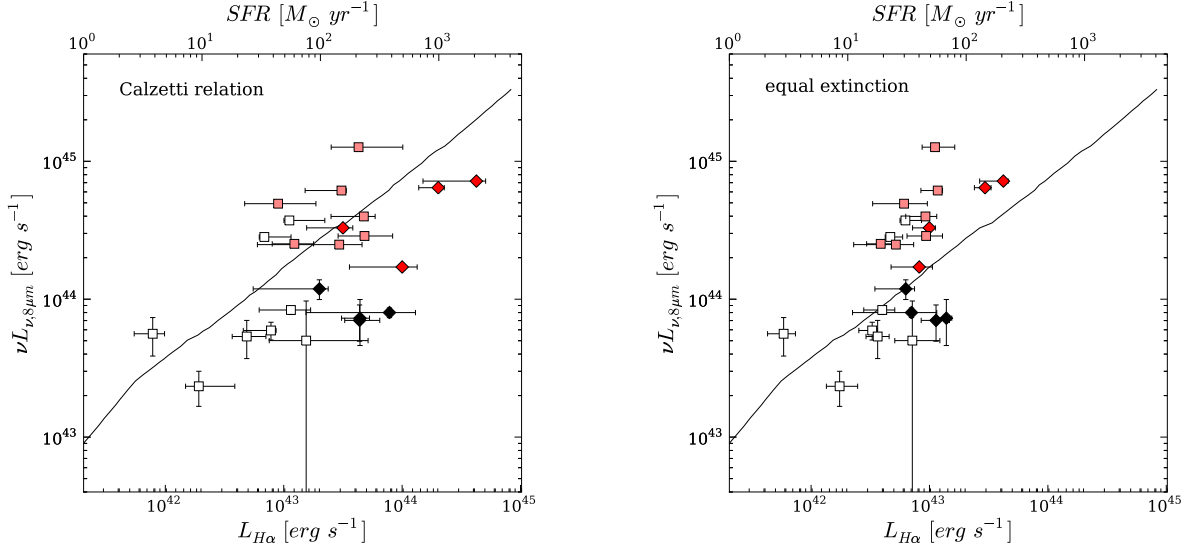 SFR [M⊙ yr⁻¹]
10⁰ 10¹ 10² 10³
Calzetti relation
10⁴⁵
10⁴⁴
10⁴³
νL_ν,8μm [erg s⁻¹]
10⁴² 10⁴³ 10⁴⁴ 10⁴⁵
L_Hα [erg s⁻¹]
SFR [M⊙ yr⁻¹]
10⁰ 10¹ 10² 10³
equal extinction
10⁴⁵
10⁴⁴
10⁴³
νL_ν,8μm [erg s⁻¹]
10⁴² 10⁴³ 10⁴⁴ 10⁴⁵
L_Hα [erg s⁻¹]